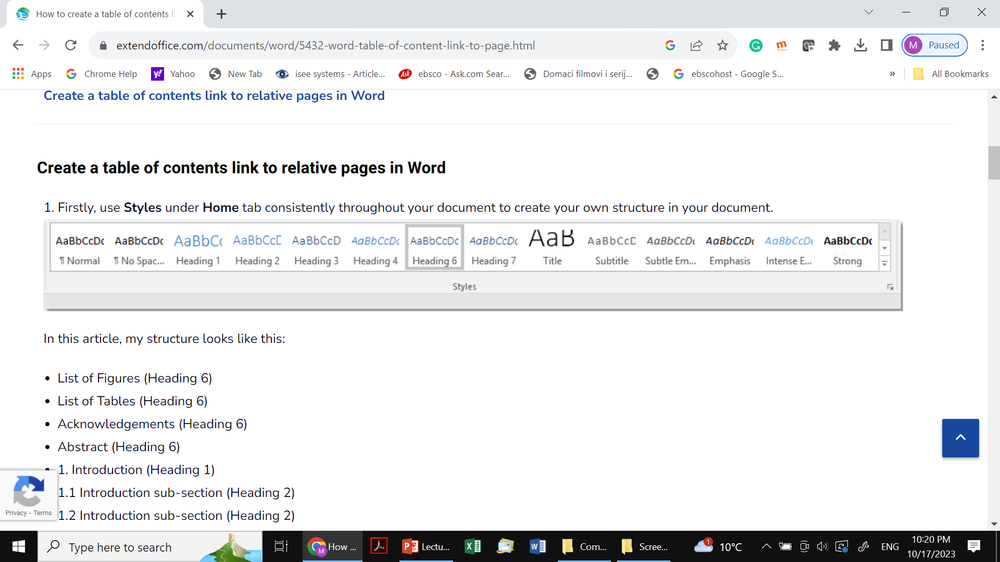 How to create a table of contents li
extendoffice.com/documents/word/5432-word-table-of-content-link-to-page.html
M Paused
Apps Chrome Help Yahoo New Tab isee systems - Article... Ask ebsco - Ask.com Sear... Domaci filmovi i serij... ebscohost - Google S... » All Bookmarks
Create a table of contents link to relative pages in Word
Create a table of contents link to relative pages in Word
1. Firstly, use Styles under Home tab consistently throughout your document to create your own structure in your document.
AaBbCcDc AaBbCcDc AaBbCc AaBbCcD AaBbCcD AaBbCcDc AaBbCcDc AaBbCcDc AaB AaBbCcD AaBbCcDc AaBbCcDc AaBbCcDc AaBbCcDc
¶ Normal ¶ No Spac... Heading 1 Heading 2 Heading 3 Heading 4 Heading 6 Heading 7 Title Subtitle Subtle Em... Emphasis Intense E... Strong
Styles
In this article, my structure looks like this:
• List of Figures (Heading 6)
• List of Tables (Heading 6)
• Acknowledgements (Heading 6)
• Abstract (Heading 6)
• 1. Introduction (Heading 1)
1.1 Introduction sub-section (Heading 2)
1.2 Introduction sub-section (Heading 2)
Privacy - Terms
Type here to search
How ...
Lectu...
Com...
Scree...
1
10°C
ENG
10:20 PM
10/17/2023